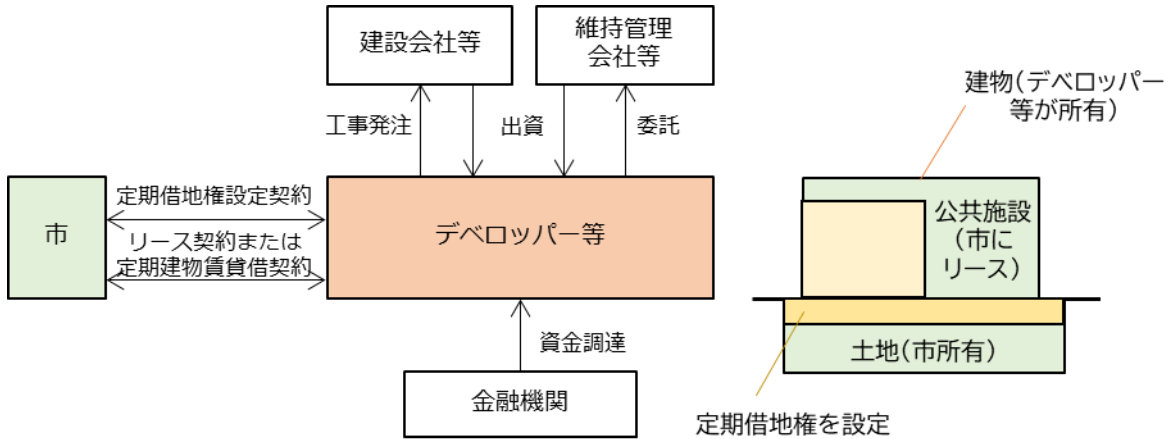 建設会社等
維持管理
会社等
工事発注
出資
委託
市
定期借地権設定契約
リース契約または
定期建物賃貸借契約
デベロッパー等
資金調達
金融機関
建物(デベロッパー
等が所有)
公共施設
(市に
リース)
土地(市所有)
定期借地権を設定